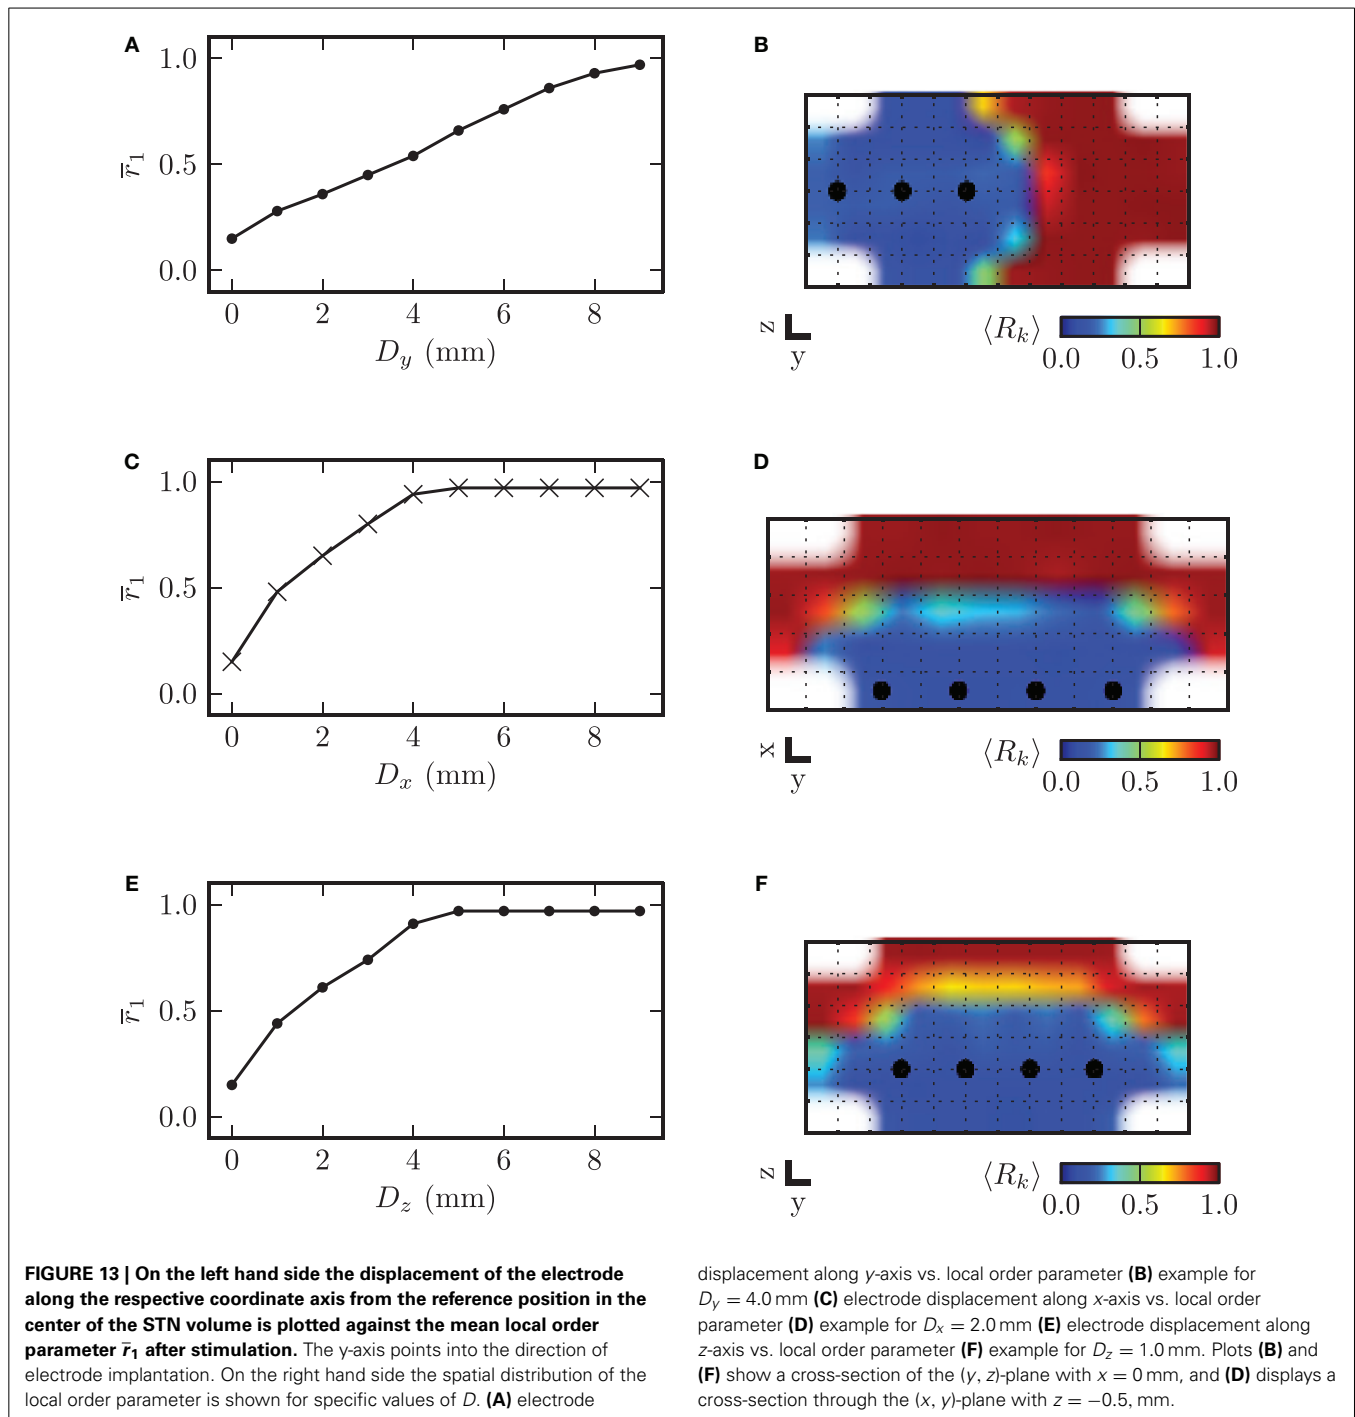 A
1.0
0.5
0.0
r̅₁
0 2 4 6 8
D_y (mm)
B
z
y
⟨R_k⟩
0.0 0.5 1.0
C
1.0
0.5
0.0
r̅₁
0 2 4 6 8
D_x (mm)
D
x
y
⟨R_k⟩
0.0 0.5 1.0
E
1.0
0.5
0.0
r̅₁
0 2 4 6 8
D_z (mm)
F
z
y
⟨R_k⟩
0.0 0.5 1.0
FIGURE 13 | On the left hand side the displacement of the electrode
along the respective coordinate axis from the reference position in the
center of the STN volume is plotted against the mean local order
parameter r̅₁ after stimulation. The y-axis points into the direction of
electrode implantation. On the right hand side the spatial distribution of the
local order parameter is shown for specific values of D. (A) electrode
displacement along y-axis vs. local order parameter (B) example for
D_y = 4.0 mm (C) electrode displacement along x-axis vs. local order
parameter (D) example for D_x = 2.0 mm (E) electrode displacement along
z-axis vs. local order parameter (F) example for D_z = 1.0 mm. Plots (B) and
(F) show a cross-section of the (y, z)-plane with x = 0 mm, and (D) displays a
cross-section through the (x, y)-plane with z = −0.5, mm.